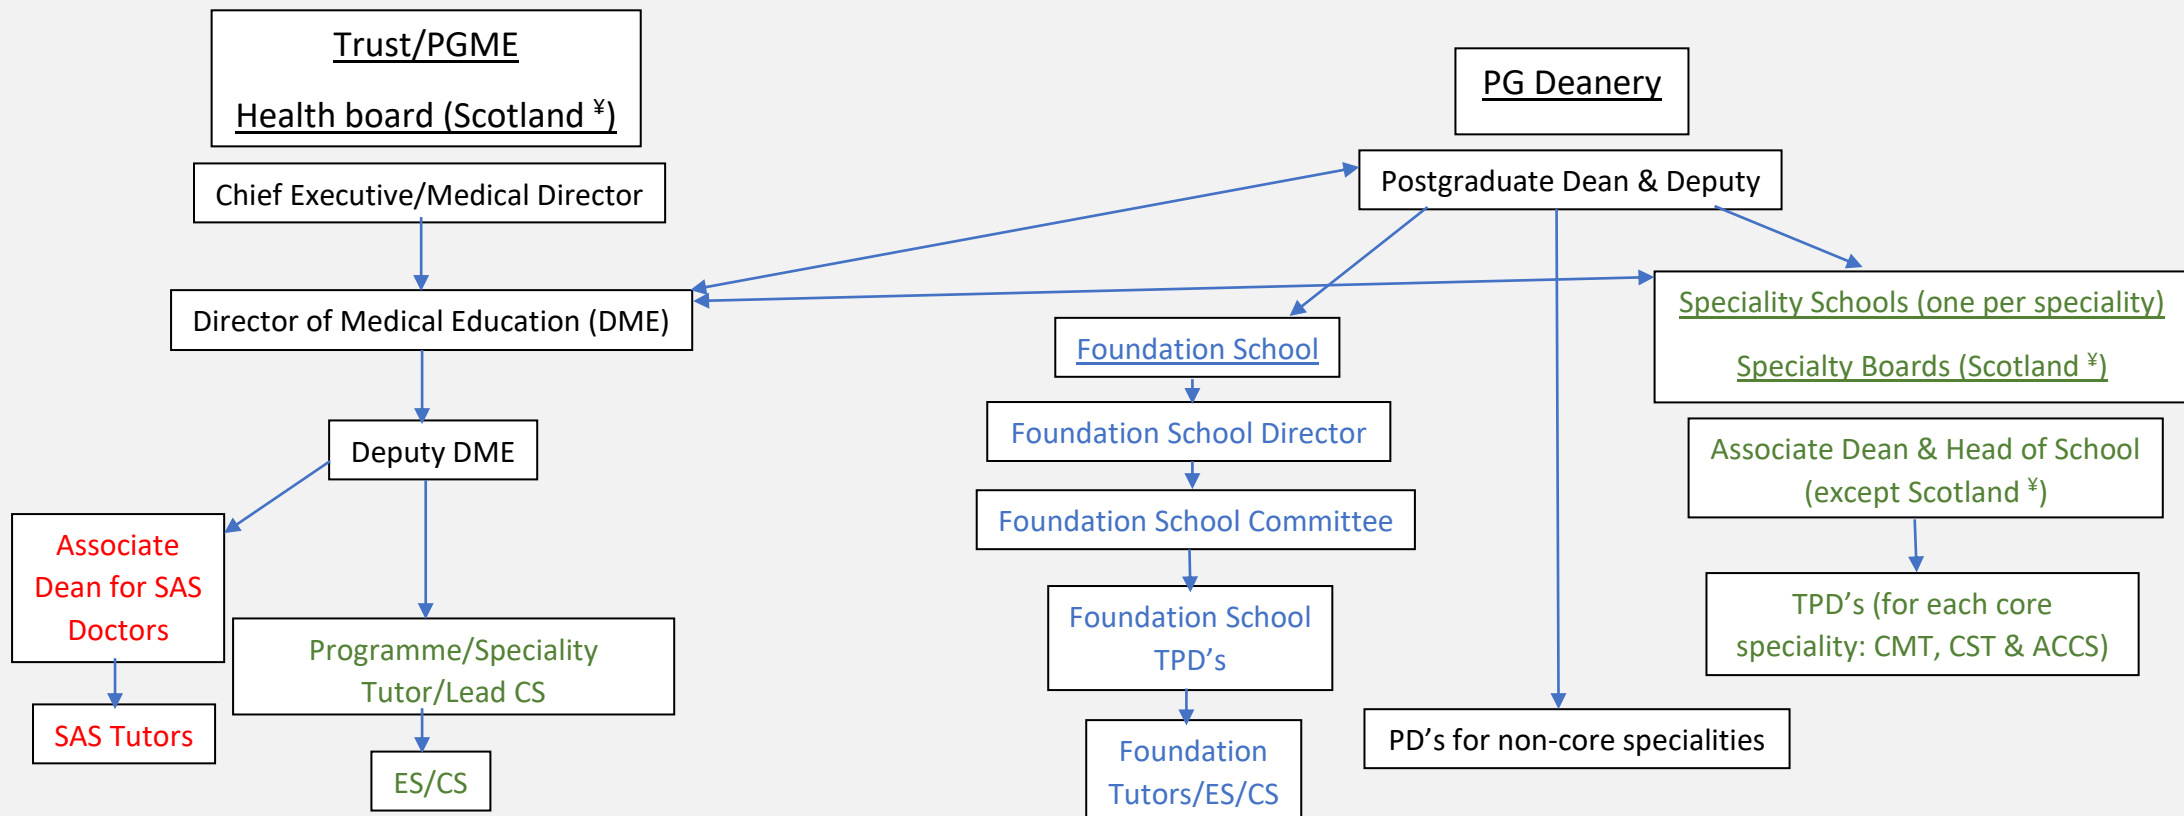 Trust/PGME
Health board (Scotland ¥)
Chief Executive/Medical Director
Director of Medical Education (DME)
Deputy DME
Associate
Dean for SAS
Doctors
SAS Tutors
Programme/Speciality
Tutor/Lead CS
ES/CS
PG Deanery
Postgraduate Dean & Deputy
Foundation School
Foundation School Director
Foundation School Committee
Foundation School
TPD’s
Foundation
Tutors/ES/CS
PD’s for non-core specialities
Speciality Schools (one per speciality)
Specialty Boards (Scotland ¥)
Associate Dean & Head of School
(except Scotland ¥)
TPD’s (for each core
speciality: CMT, CST & ACCS)